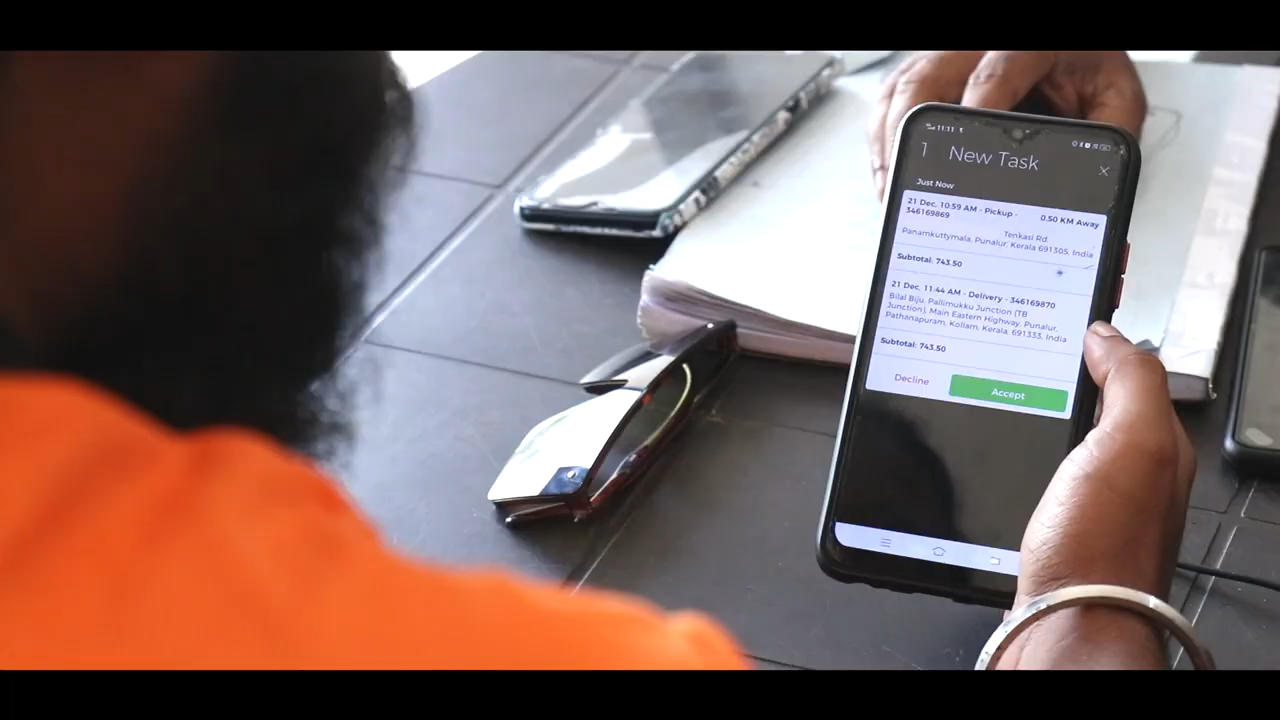 11:11
1 New Task
Just Now
21 Dec, 10:59 AM - Pickup - 0.50 KM Away
346169869
Tenkasi Rd,
Panamkuttymala, Punalur, Kerala 691305, India
Subtotal: 743.50
21 Dec, 11:44 AM - Delivery - 346169870
Bilal Biju, Pallimukku Junction (TB
Junction), Main Eastern Highway, Punalur,
Pathanapuram, Kollam, Kerala, 691333, India
Subtotal: 743.50
Decline Accept